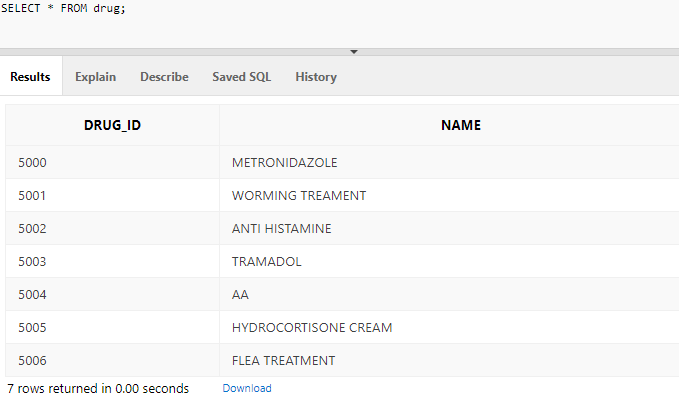 SELECT * FROM drug;
Results Explain Describe Saved SQL History
DRUG_ID NAME
5000 METRONIDAZOLE
5001 WORMING TREAMENT
5002 ANTI HISTAMINE
5003 TRAMADOL
5004 AA
5005 HYDROCORTISONE CREAM
5006 FLEA TREATMENT
7 rows returned in 0.00 seconds Download